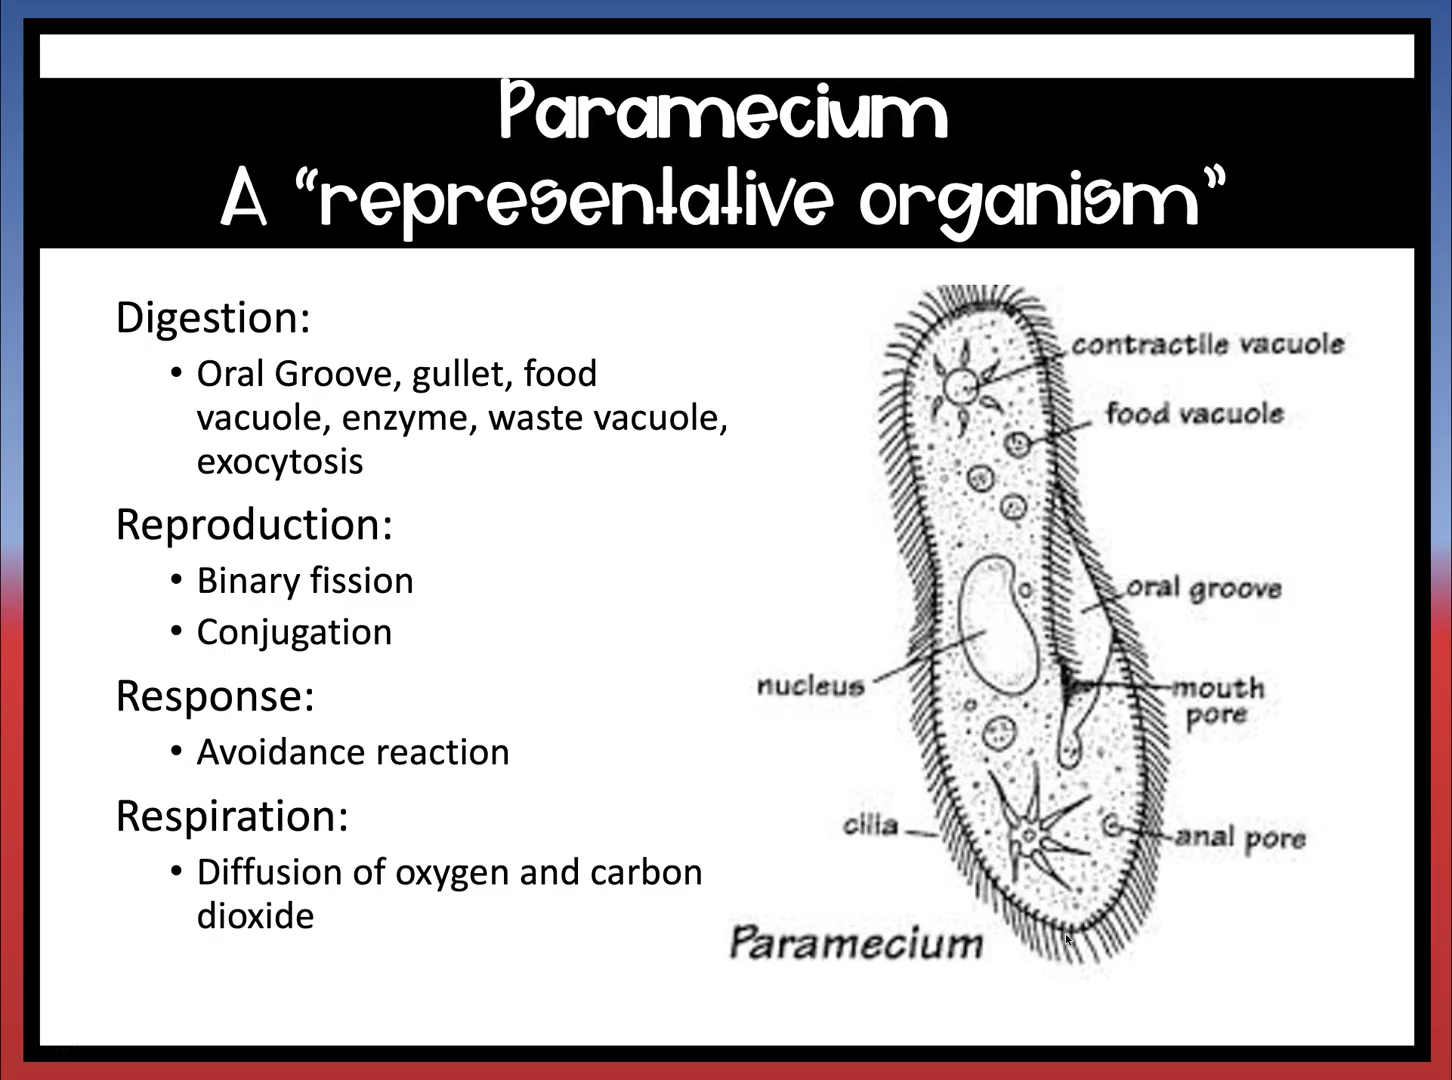 Paramecium
A “representative organism”
Digestion:
• Oral Groove, gullet, food
vacuole, enzyme, waste vacuole,
exocytosis
Reproduction:
• Binary fission
• Conjugation
Response:
• Avoidance reaction
Respiration:
• Diffusion of oxygen and carbon
dioxide
contractile vacuole
food vacuole
oral groove
nucleus
mouth
pore
cilia
anal pore
Paramecium